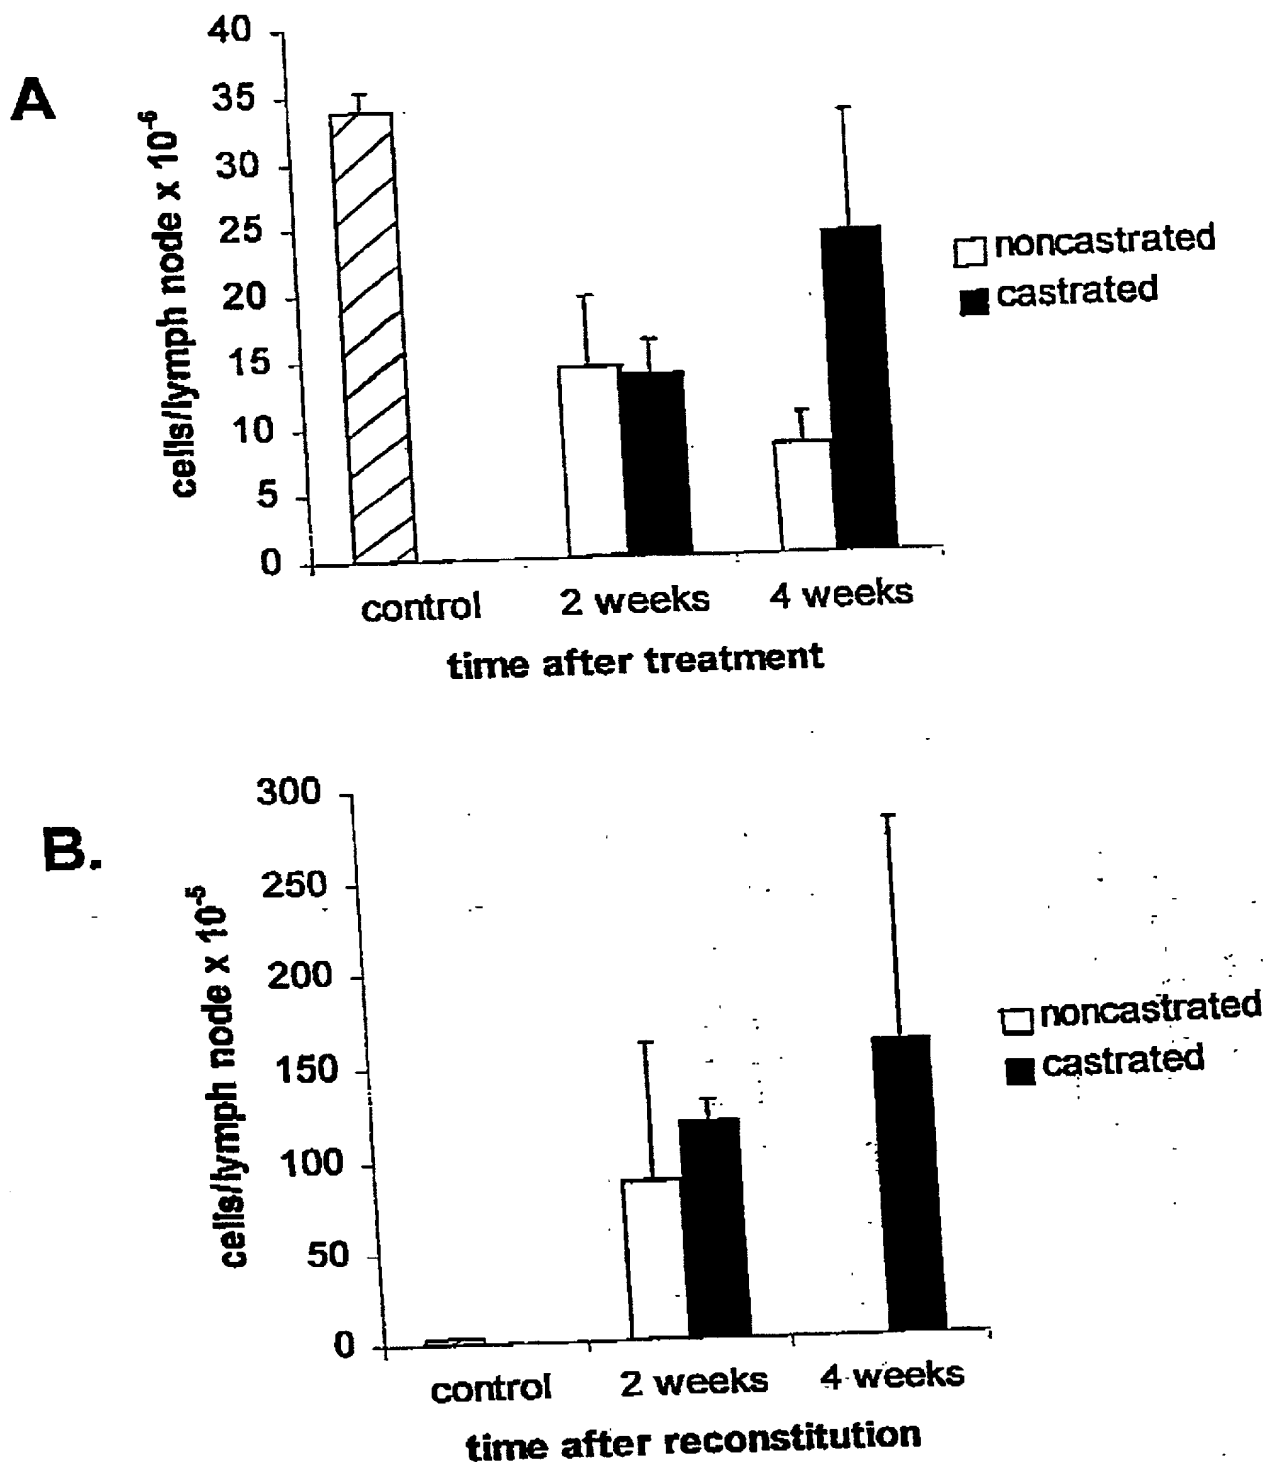 A
cells/lymph node x 10-6
40
35
30
25
20
15
10
5
0
noncastrated
castrated
control 2 weeks 4 weeks
time after treatment
B.
cells/lymph node x 10-5
300
250
200
150
100
50
0
noncastrated
castrated
control 2 weeks 4 weeks
time after reconstitution